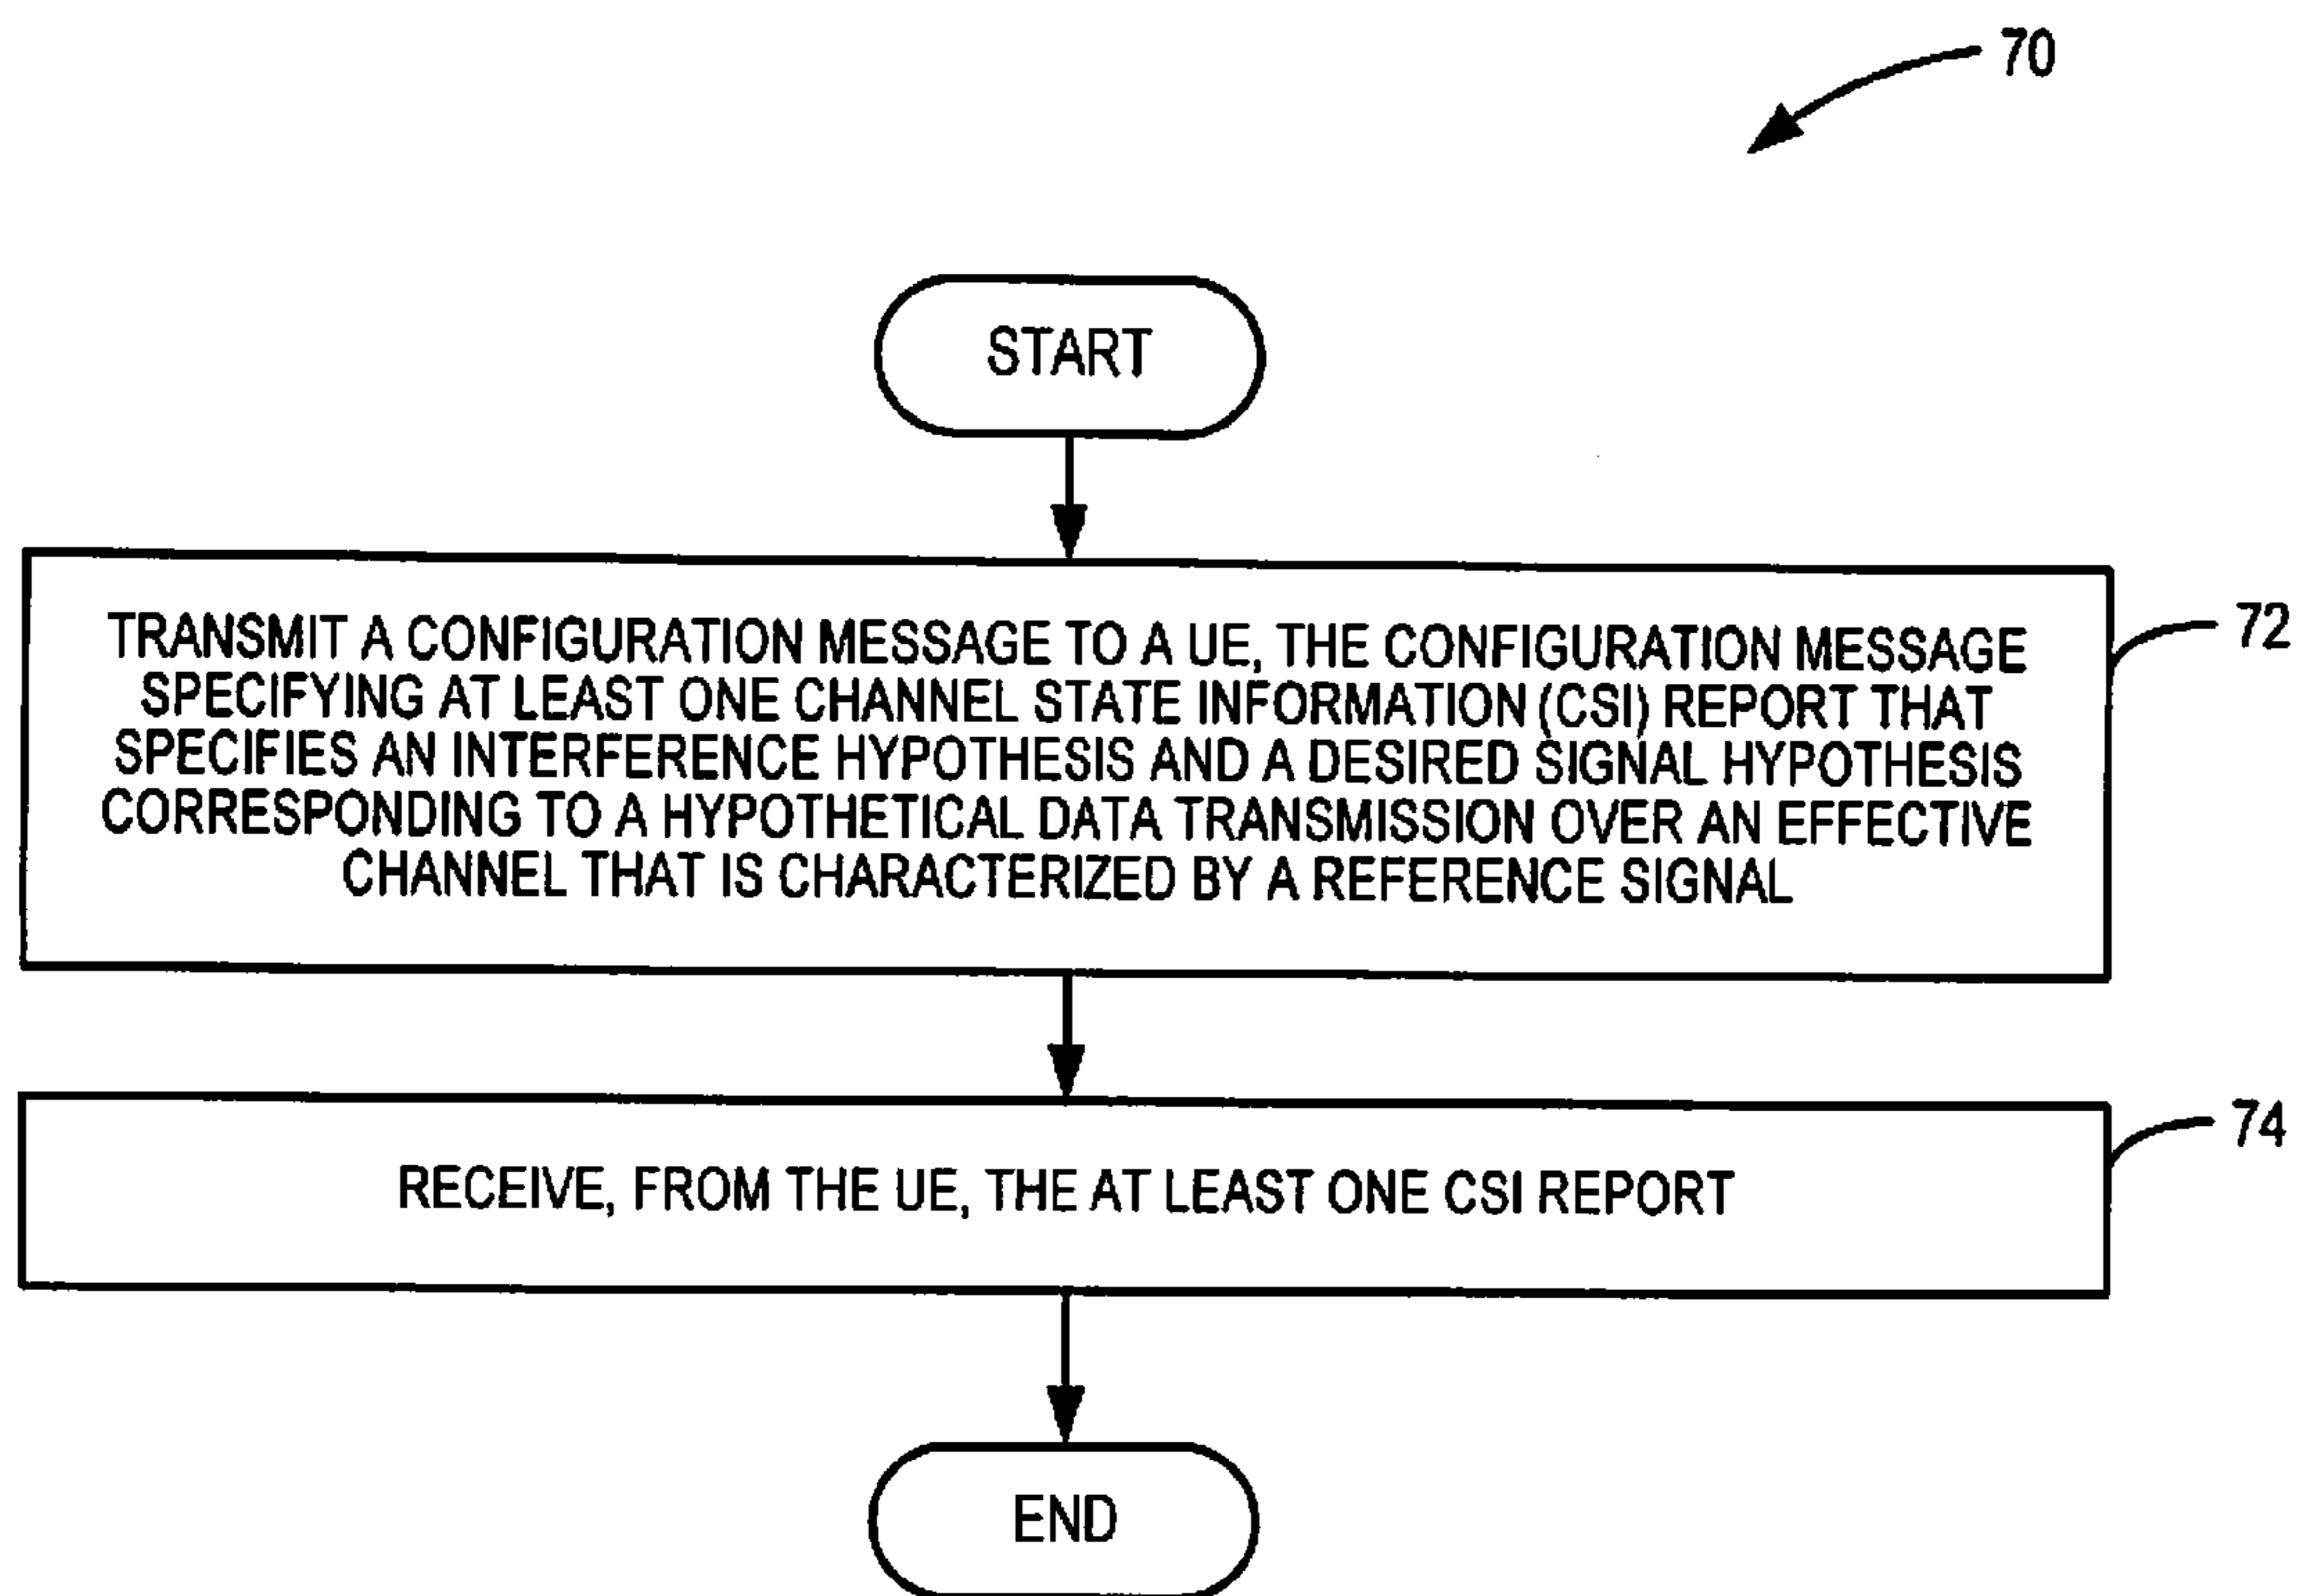 70
START
TRANSMIT A CONFIGURATION MESSAGE TO A UE, THE CONFIGURATION MESSAGE
SPECIFYING AT LEAST ONE CHANNEL STATE INFORMATION (CSI) REPORT THAT
SPECIFIES AN INTERFERENCE HYPOTHESIS AND A DESIRED SIGNAL HYPOTHESIS
CORRESPONDING TO A HYPOTHETICAL DATA TRANSMISSION OVER AN EFFECTIVE
CHANNEL THAT IS CHARACTERIZED BY A REFERENCE SIGNAL
72
RECEIVE, FROM THE UE, THE AT LEAST ONE CSI REPORT
74
END